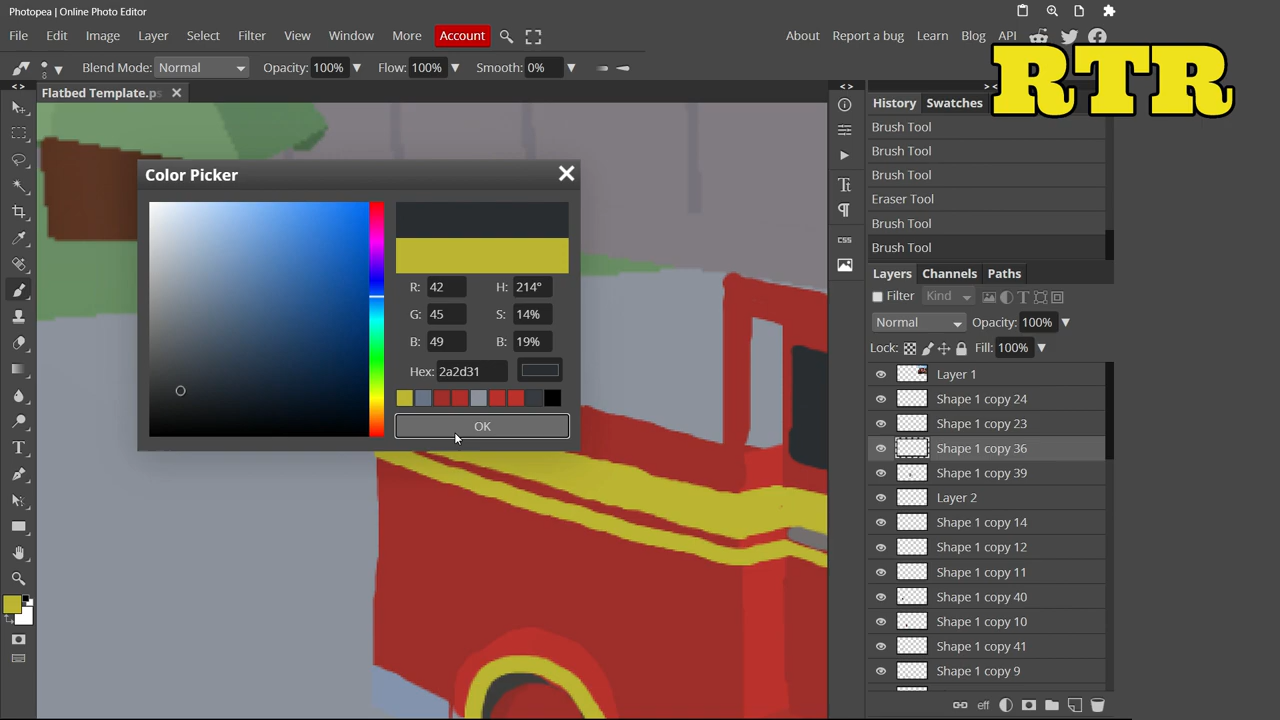 Photopea | Online Photo Editor
File Edit Image Layer Select Filter View Window More Account About Report a bug Learn Blog API
RTR
8 Blend Mode: Normal Opacity: 100% Flow: 100% Smooth: 0%
Flatbed Template.ps
Color Picker
R: 42 H: 214°
G: 45 S: 14%
B: 49 B: 19%
Hex: 2a2d31
OK
CSS
History Swatches
Brush Tool
Brush Tool
Brush Tool
Eraser Tool
Brush Tool
Brush Tool
Layers Channels Paths
Filter Kind
Normal Opacity: 100%
Lock: Fill: 100%
Layer 1
Shape 1 copy 24
Shape 1 copy 23
Shape 1 copy 36
Shape 1 copy 39
Layer 2
Shape 1 copy 14
Shape 1 copy 12
Shape 1 copy 11
Shape 1 copy 40
Shape 1 copy 10
Shape 1 copy 41
Shape 1 copy 9
eff